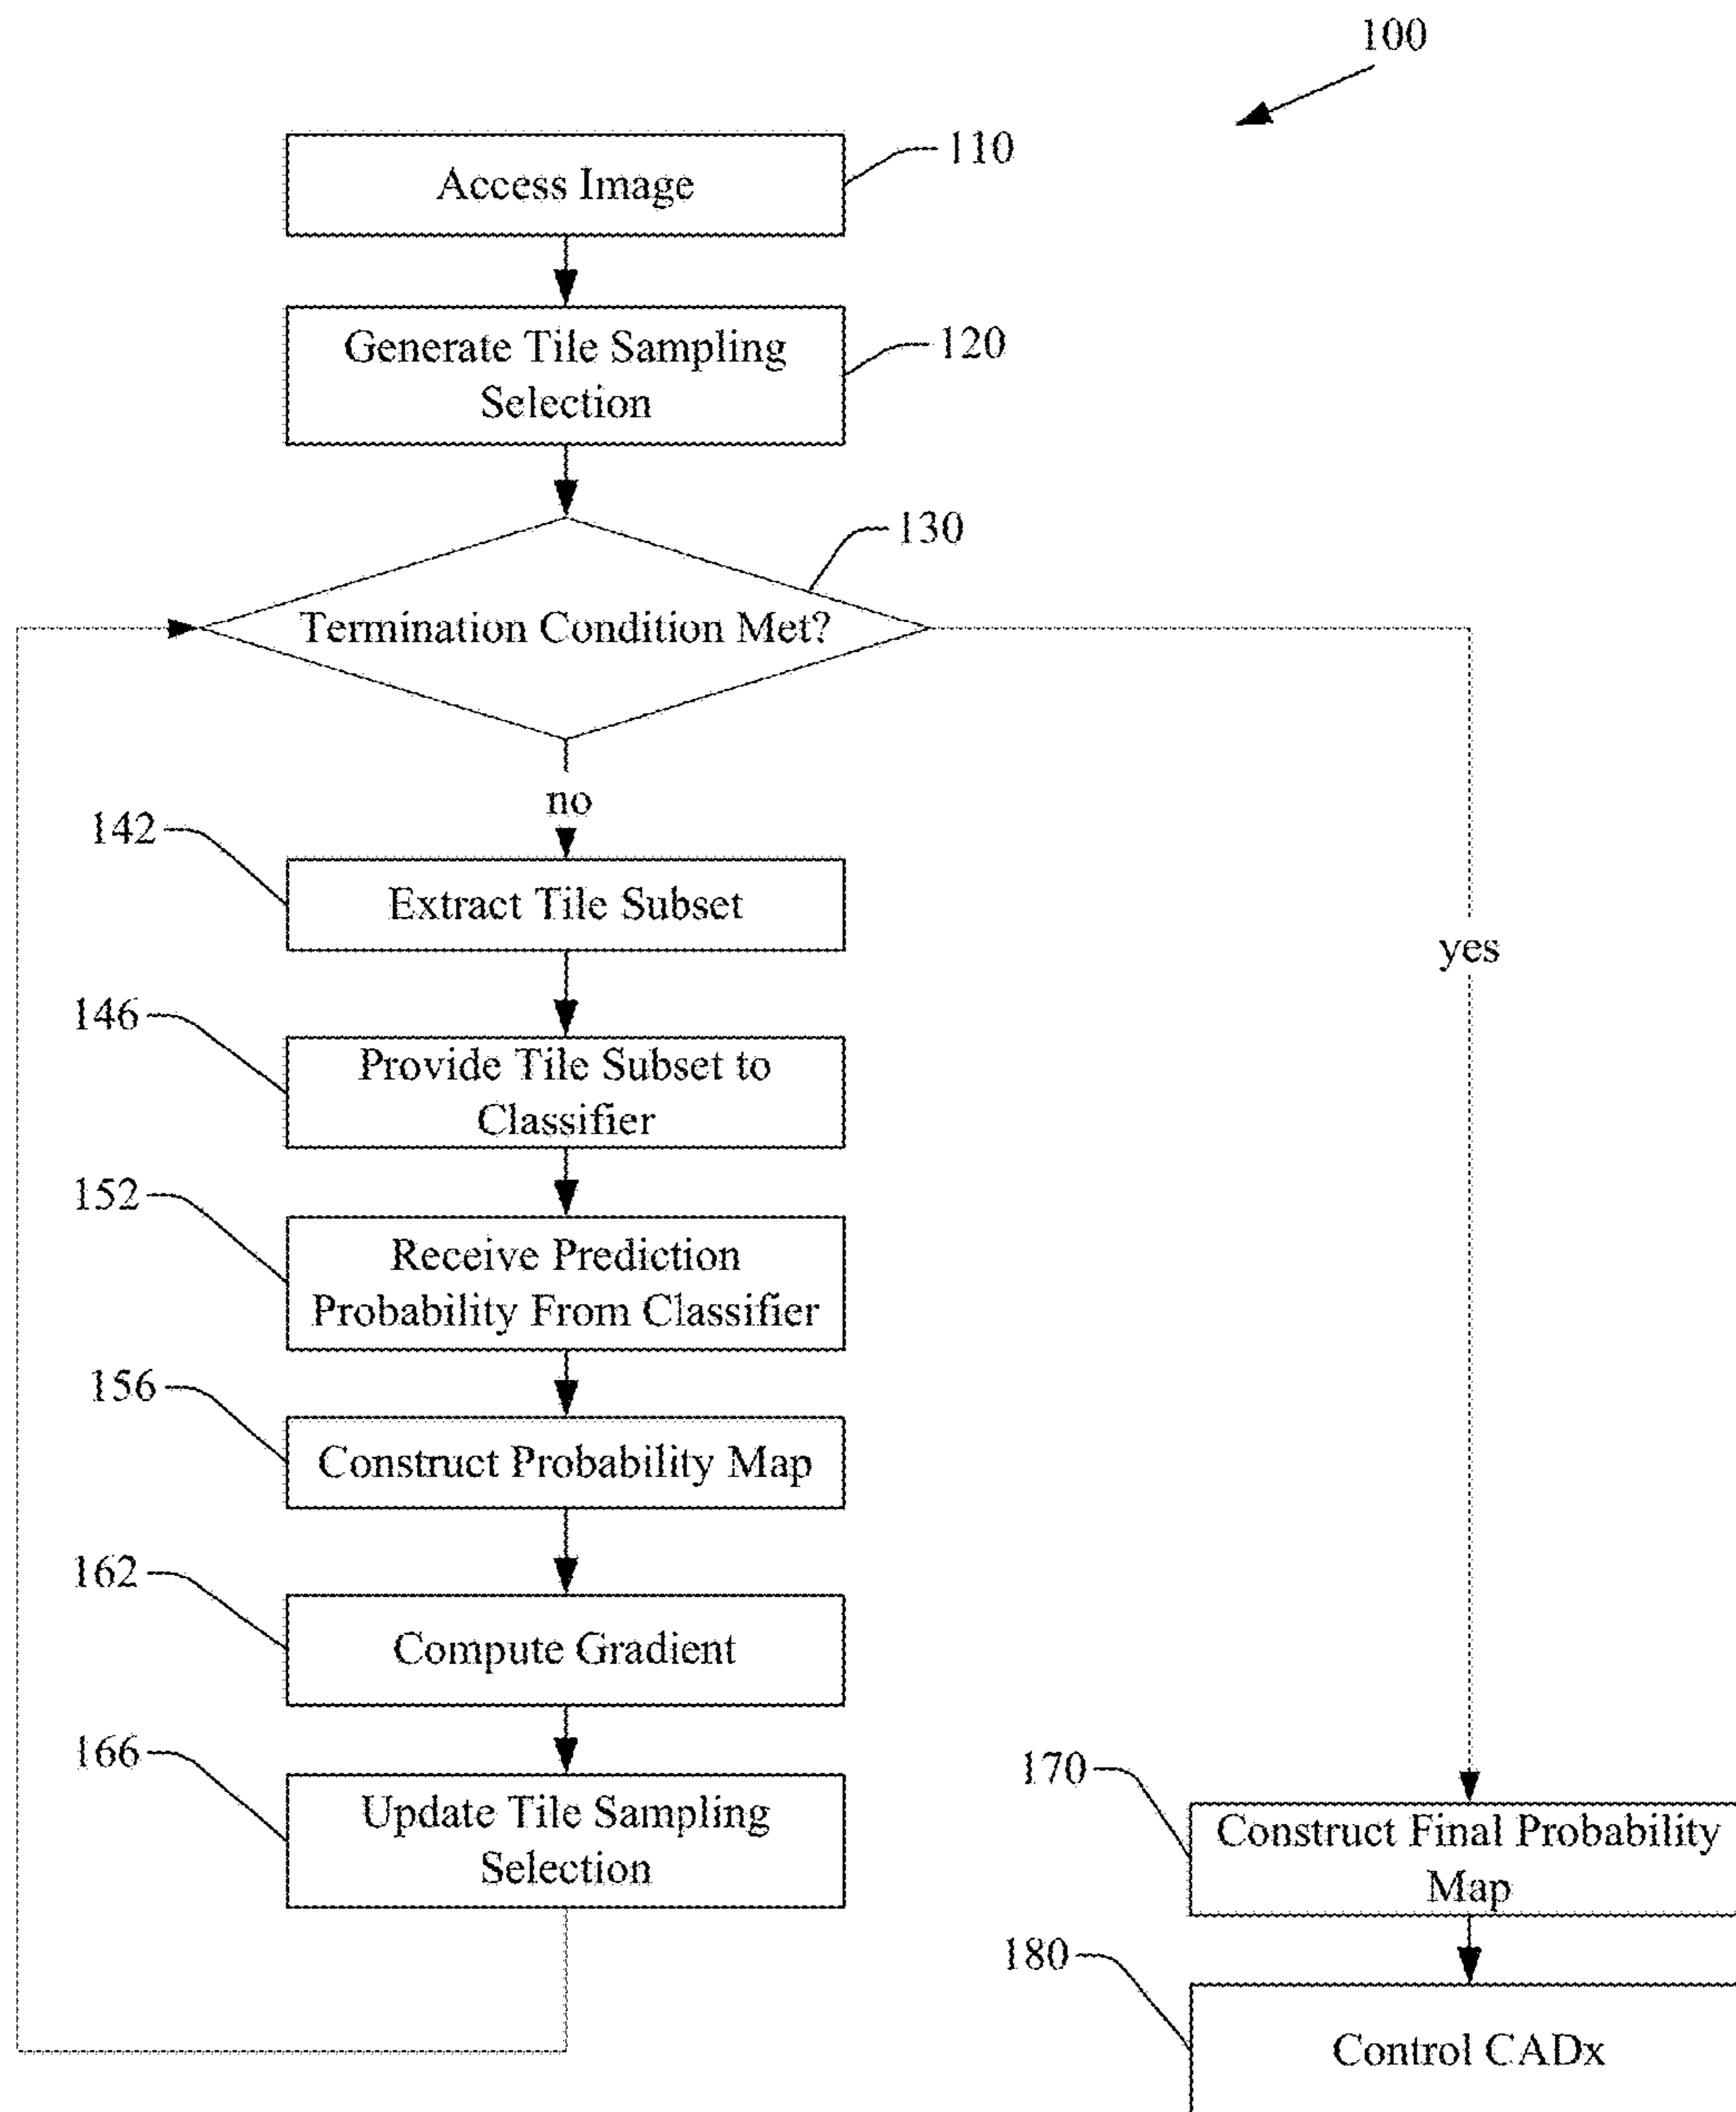 100
110
Access Image
120
Generate Tile Sampling
Selection
130
Termination Condition Met?
no
yes
142
Extract Tile Subset
146
Provide Tile Subset to
Classifier
152
Receive Prediction
Probability From Classifier
156
Construct Probability Map
162
Compute Gradient
166
Update Tile Sampling
Selection
170
Construct Final Probability
Map
180
Control CADx